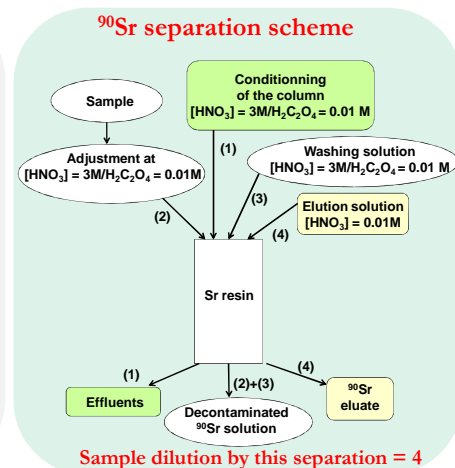 ⁹⁰Sr separation scheme
Conditionning
of the column
[HNO₃] = 3M/H₂C₂O₄ = 0.01 M
Sample
Adjustment at
[HNO₃] = 3M/H₂C₂O₄ = 0.01M
(1)
Washing solution
[HNO₃] = 3M/H₂C₂O₄ = 0.01 M
(2)
(3)
Elution solution
[HNO₃] = 0.01M
(4)
Sr resin
(1)
(2)+(3)
(4)
Effluents
Decontaminated
⁹⁰Sr solution
⁹⁰Sr
eluate
Sample dilution by this separation = 4